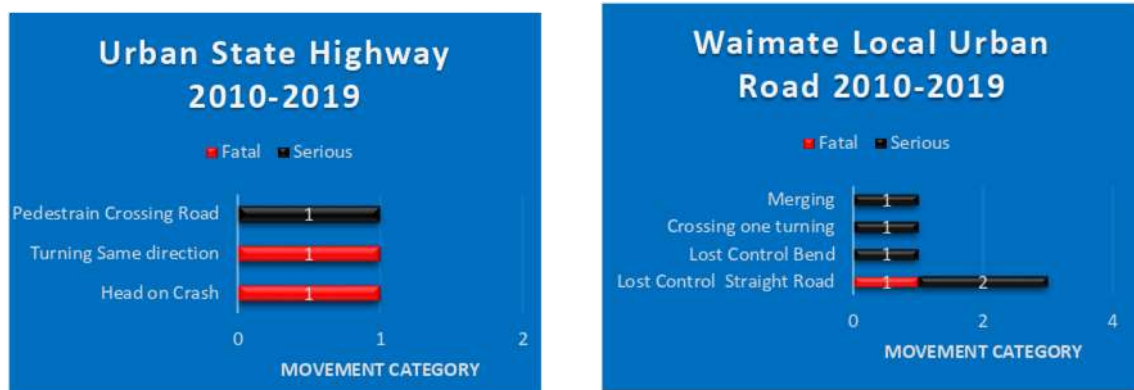 Urban State Highway
2010-2019
Fatal Serious
Pedestrain Crossing Road
1
Turning Same direction
1
Head on Crash
1
0 1 2
MOVEMENT CATEGORY
Waimate Local Urban
Road 2010-2019
Fatal Serious
Merging
1
Crossing one turning
1
Lost Control Bend
1
Lost Control Straight Road
1 2
0 2 4
MOVEMENT CATEGORY